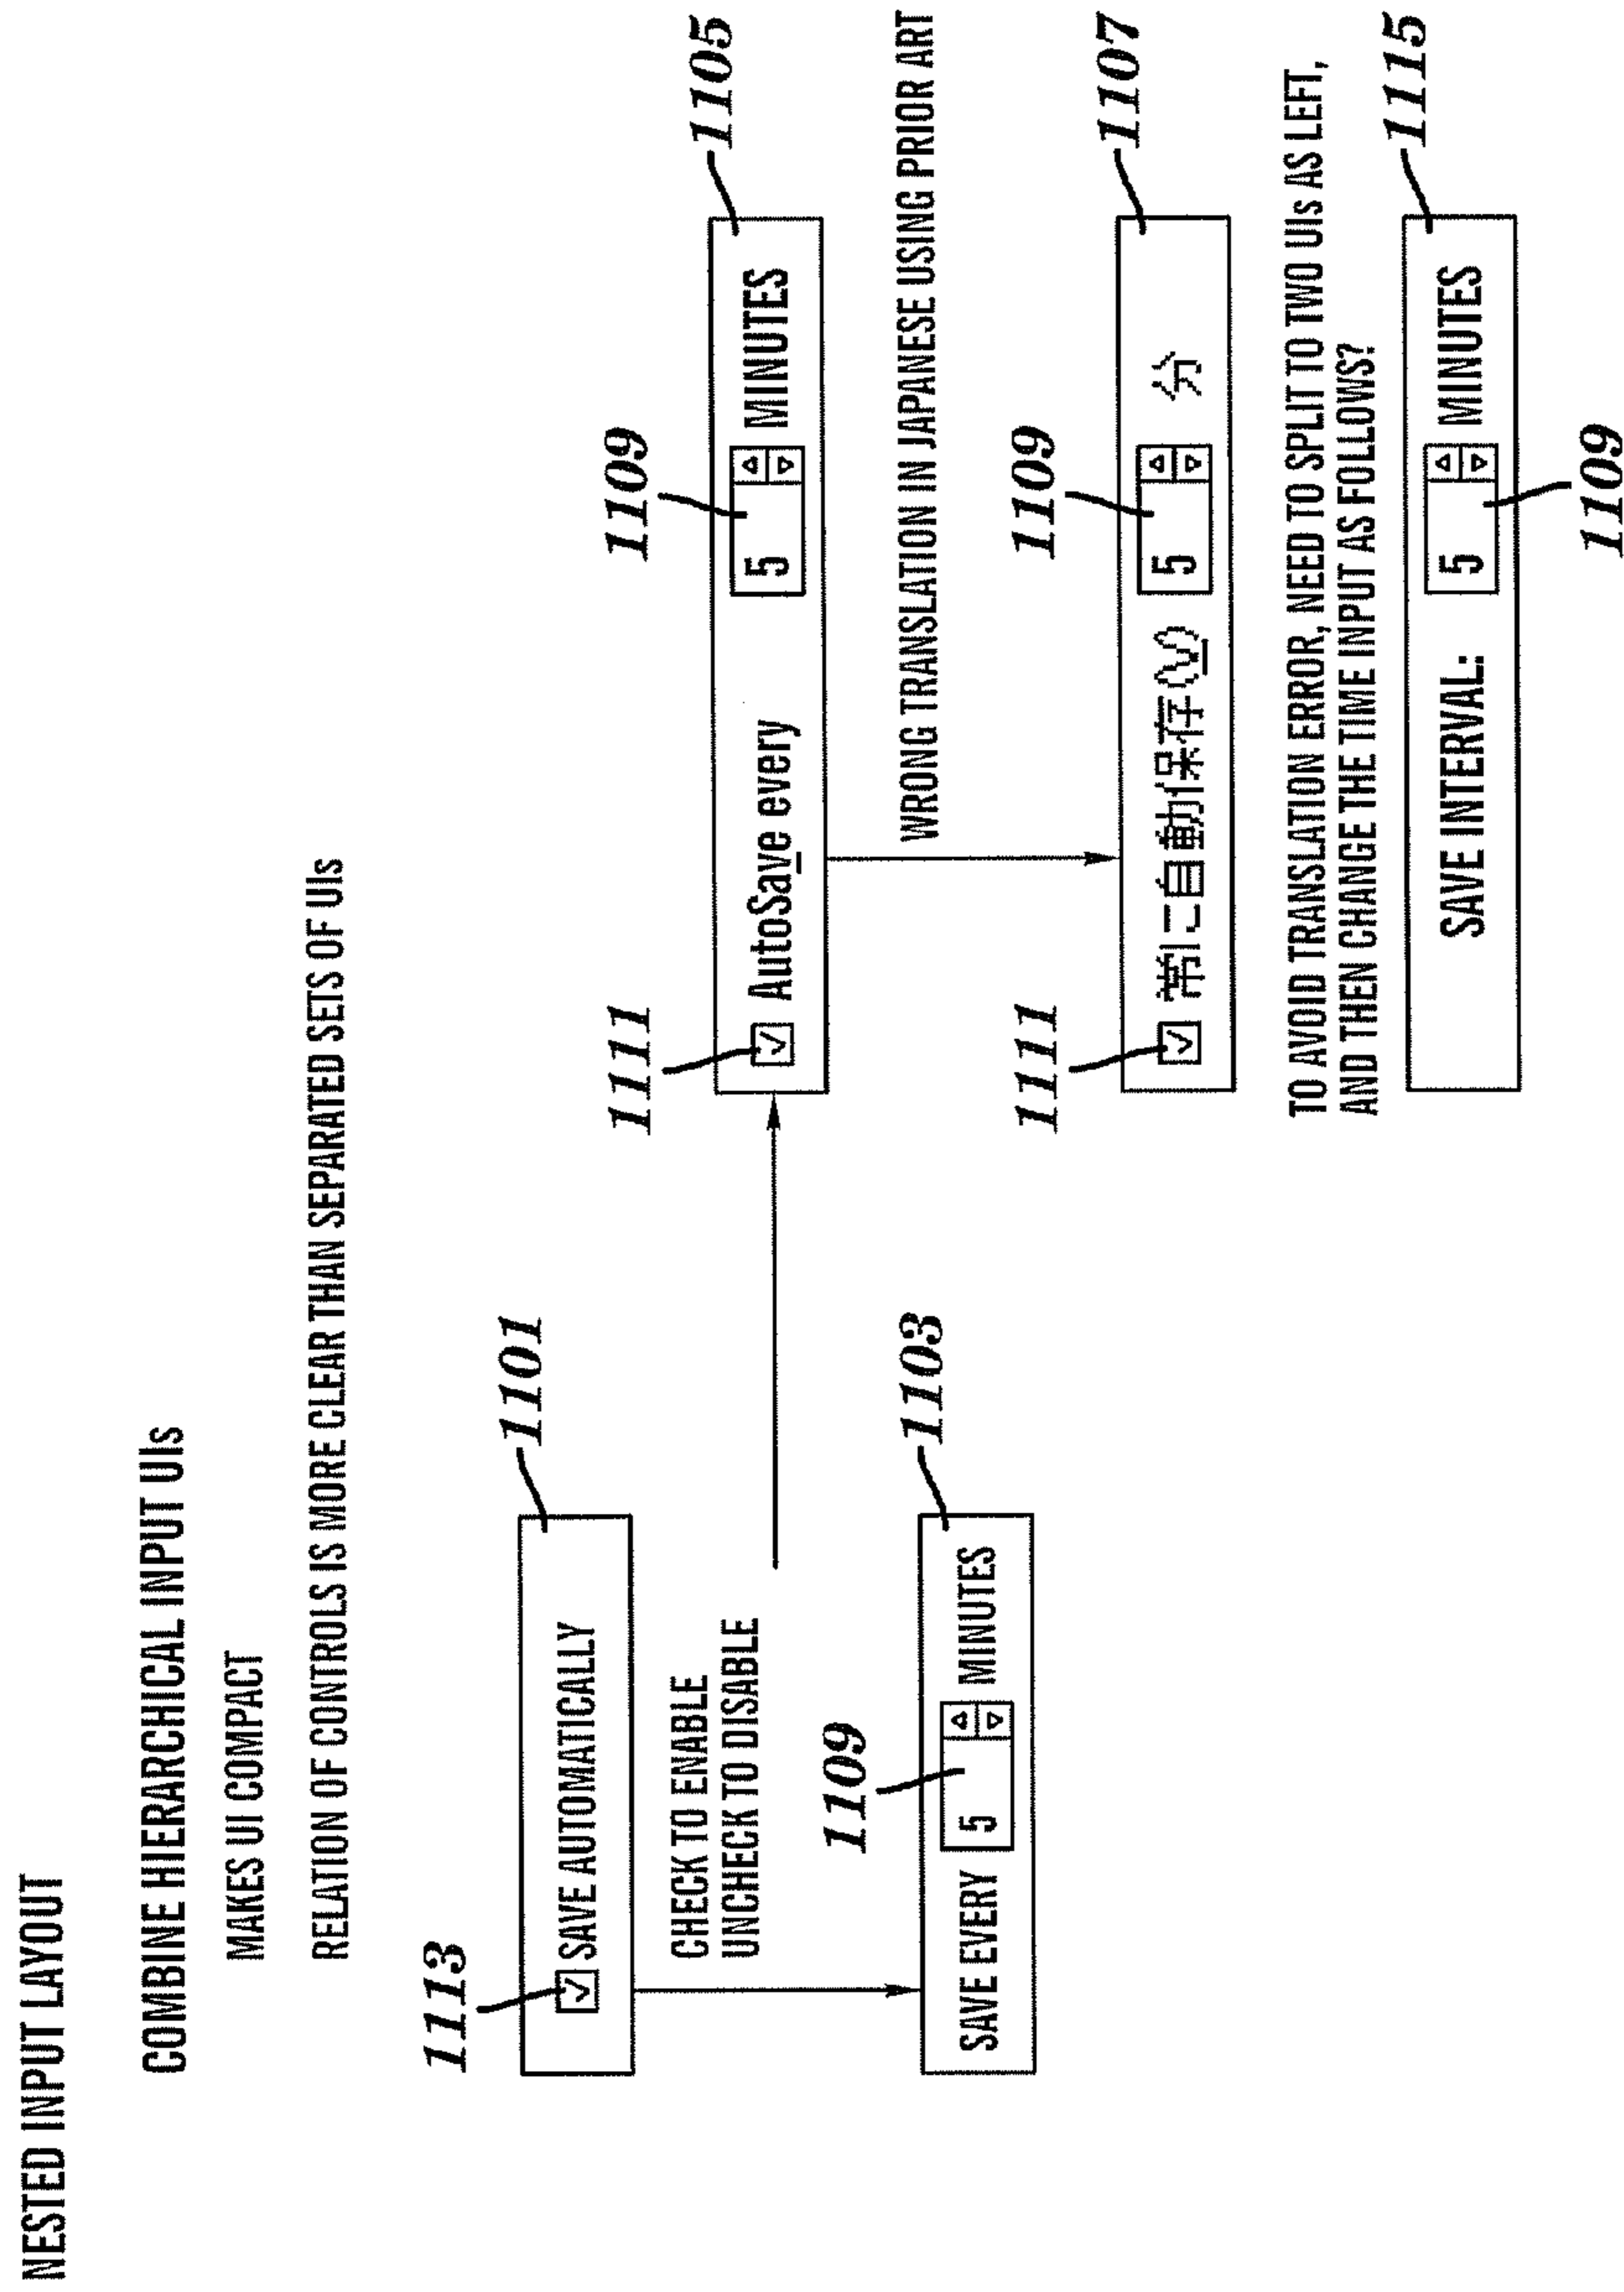 NESTED INPUT LAYOUT
COMBINE HIERARCHICAL INPUT UIs
MAKES UI COMPACT
RELATION OF CONTROLS IS MORE CLEAR THAN SEPARATED SETS OF UIs
1113
1101
SAVE AUTOMATICALLY
CHECK TO ENABLE
UNCHECK TO DISABLE
1109
1103
SAVE EVERY 5 MINUTES
1111
1109
1105
AutoSave every 5 MINUTES
WRONG TRANSLATION IN JAPANESE USING PRIOR ART
1111
1109
1107
常に自動保存(V) 5 分
TO AVOID TRANSLATION ERROR, NEED TO SPLIT TO TWO UIs AS LEFT,
AND THEN CHANGE THE TIME INPUT AS FOLLOWS?
1115
SAVE INTERVAL: 5 MINUTES
1109